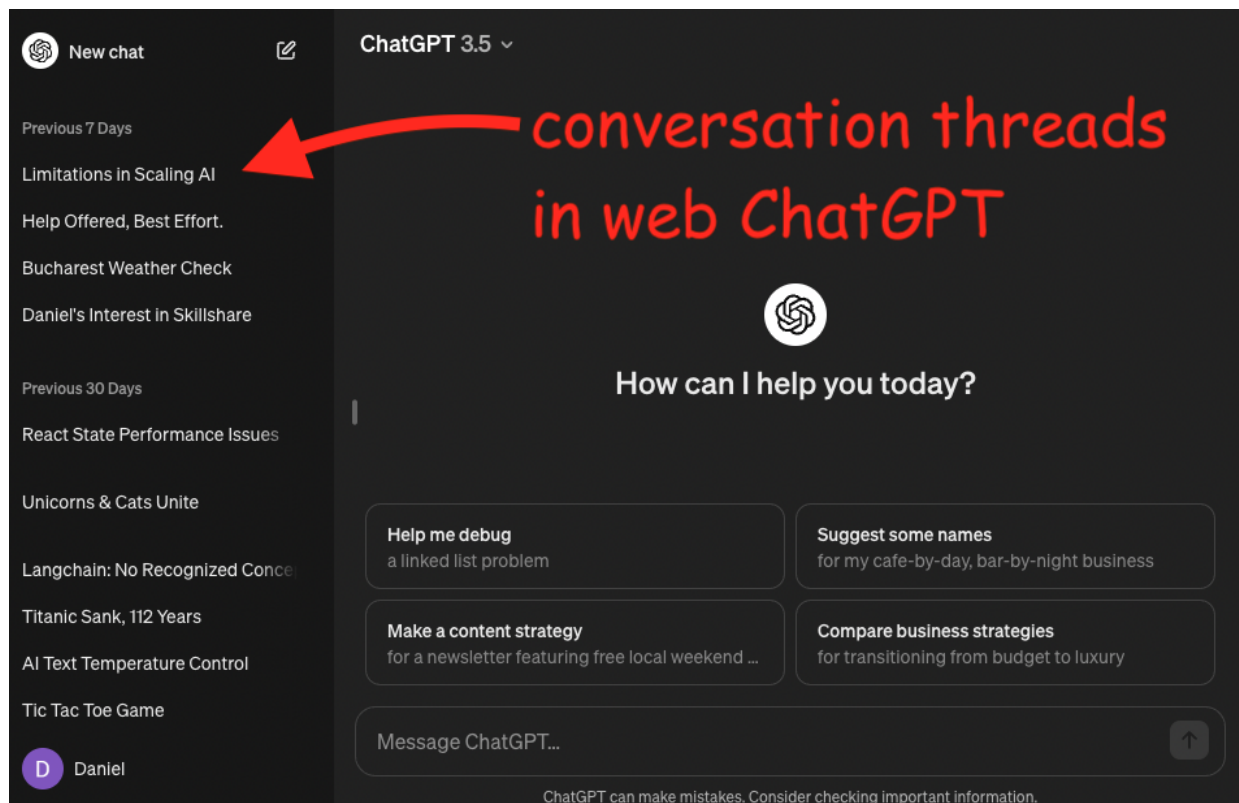 New chat
Previous 7 Days
Limitations in Scaling AI
Help Offered, Best Effort.
Bucharest Weather Check
Daniel's Interest in Skillshare
Previous 30 Days
React State Performance Issues
Unicorns & Cats Unite
Langchain: No Recognized Conce
Titanic Sank, 112 Years
AI Text Temperature Control
Tic Tac Toe Game
D Daniel
ChatGPT 3.5
conversation threads
in web ChatGPT
How can I help you today?
Help me debug
a linked list problem
Suggest some names
for my cafe-by-day, bar-by-night business
Make a content strategy
for a newsletter featuring free local weekend ...
Compare business strategies
for transitioning from budget to luxury
Message ChatGPT...
ChatGPT can make mistakes. Consider checking important information.